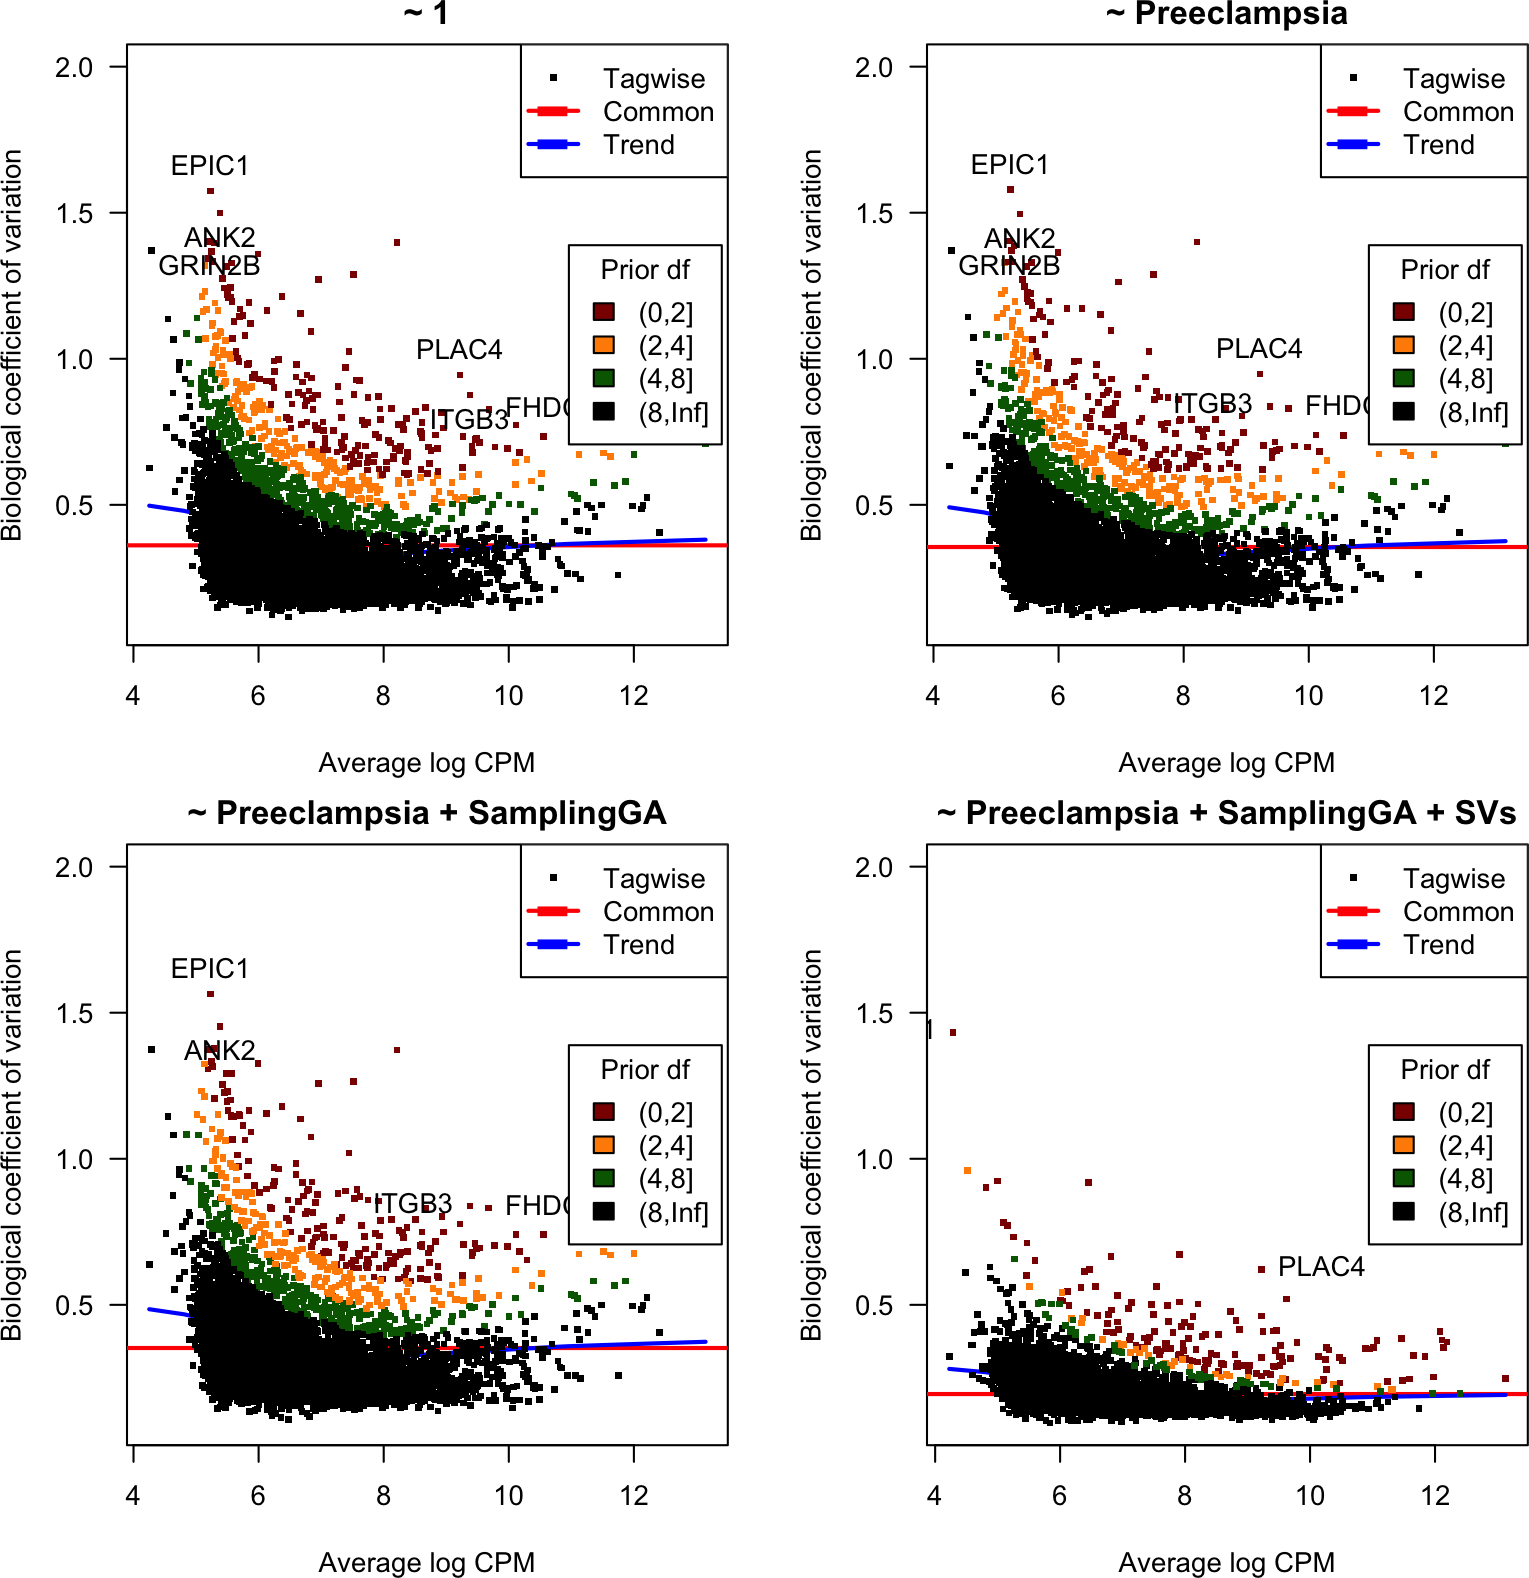 ~ 1
2.0
1.5
1.0
0.5
Biological coefficient of variation
Tagwise
Common
Trend
EPIC1
ANK2
GRIN2B
PLAC4
ITGB3
FHDC
Prior df
(0,2]
(2,4]
(4,8]
(8,Inf]
4 6 8 10 12
Average log CPM
~ Preeclampsia
2.0
1.5
1.0
0.5
Biological coefficient of variation
Tagwise
Common
Trend
EPIC1
ANK2
GRIN2B
PLAC4
ITGB3
FHDC
Prior df
(0,2]
(2,4]
(4,8]
(8,Inf]
4 6 8 10 12
Average log CPM
~ Preeclampsia + SamplingGA
2.0
1.5
1.0
0.5
Biological coefficient of variation
Tagwise
Common
Trend
EPIC1
ANK2
ITGB3
FHDC
Prior df
(0,2]
(2,4]
(4,8]
(8,Inf]
4 6 8 10 12
Average log CPM
~ Preeclampsia + SamplingGA + SVs
2.0
1.5
1.0
0.5
Biological coefficient of variation
Tagwise
Common
Trend
1
PLAC4
Prior df
(0,2]
(2,4]
(4,8]
(8,Inf]
4 6 8 10 12
Average log CPM